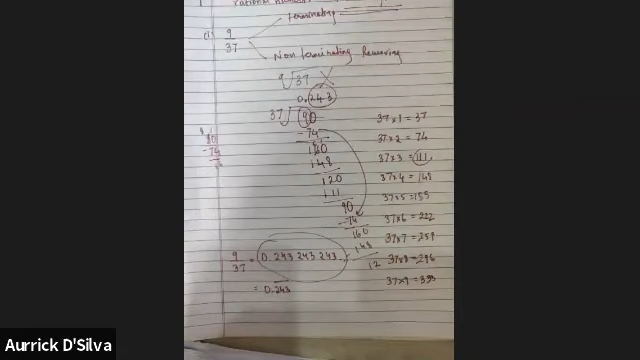 rational numbers
terminating
(i) 9/37
Non terminating Recurring
9√37
0.243
37√90
-74
160
148
120
111
90
-74
160
148
12
90
-74
37×1 = 37
37×2 = 74
37×3 = 111
37×4 = 148
37×5 = 185
37×6 = 222
37×7 = 259
37×8 = 296
37×9 = 333
9/37 = 0.243 243 243
= 0.243
Aurrick D'Silva